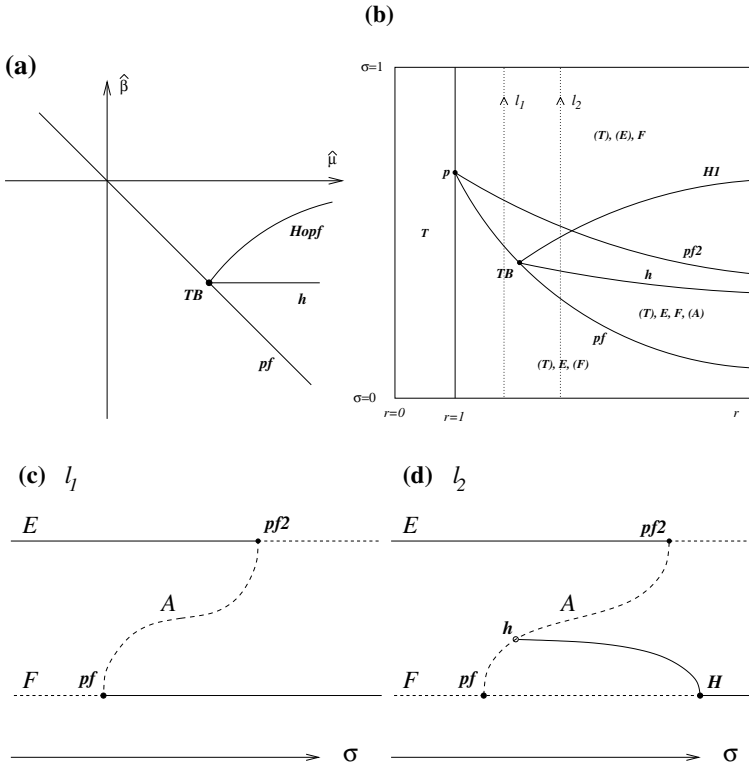 (a)
β̂
μ̂
Hopf
TB
h
pf
(b)
σ=1
l1
l2
(T), (E), F
p
H1
T
pf2
TB
h
(T), E, F, (A)
pf
(T), E, (F)
σ=0
r=0
r=1
r
(c) l1
E
pf2
A
F
pf
σ
(d) l2
E
pf2
A
h
F
pf
H
σ